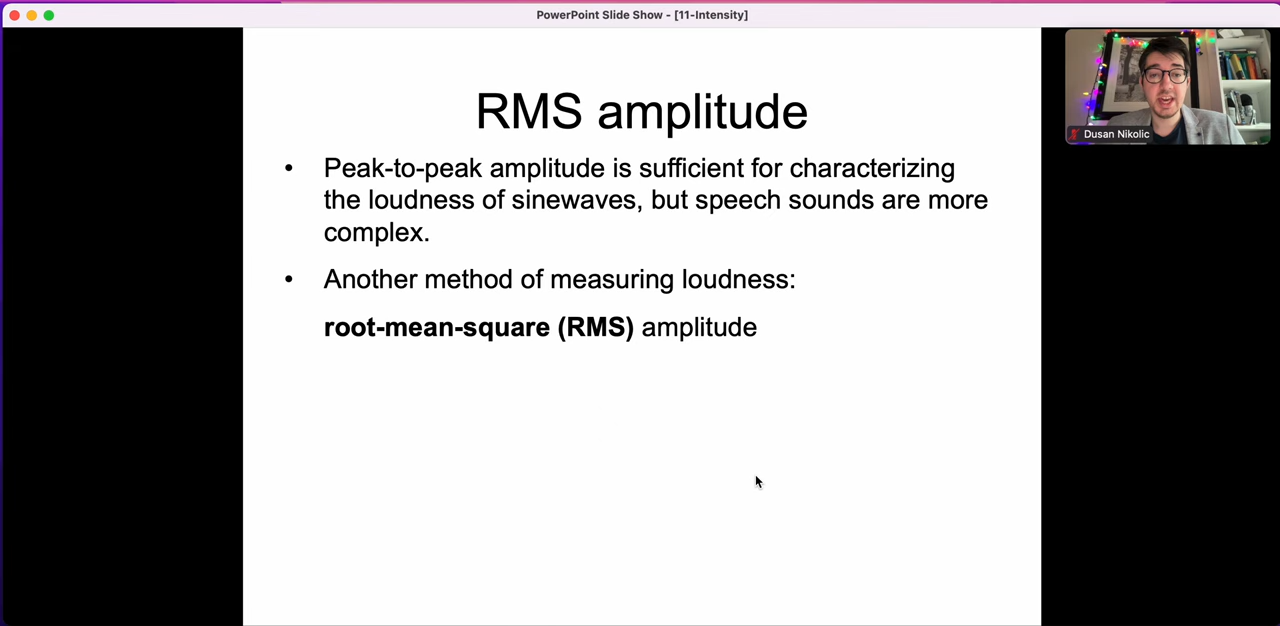 PowerPoint Slide Show - [11-Intensity]
RMS amplitude
• Peak-to-peak amplitude is sufficient for characterizing
the loudness of sinewaves, but speech sounds are more
complex.
• Another method of measuring loudness:
root-mean-square (RMS) amplitude
Dusan Nikolic